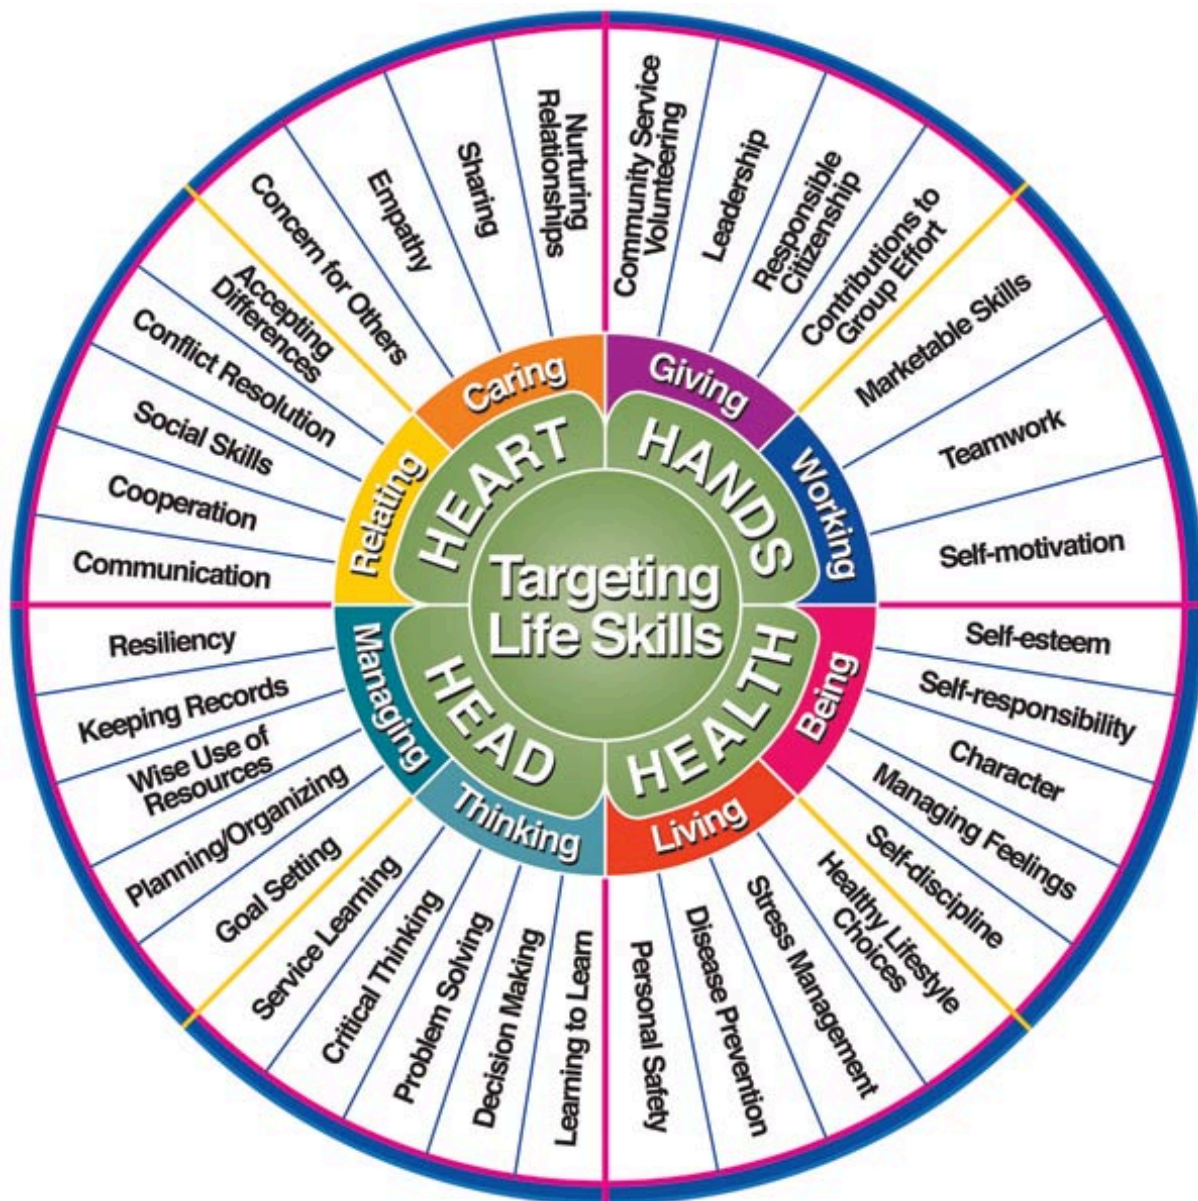 Targeting
Life Skills
HEART
HANDS
HEALTH
HEAD
Caring
Giving
Working
Being
Living
Thinking
Managing
Relating
Nurturing
Relationships
Sharing
Empathy
Concern for Others
Accepting
Differences
Conflict Resolution
Social Skills
Cooperation
Communication
Community Service
Volunteering
Leadership
Responsible
Citizenship
Contributions to
Group Effort
Marketable Skills
Teamwork
Self-motivation
Self-esteem
Self-responsibility
Character
Managing Feelings
Self-discipline
Healthy Lifestyle
Choices
Stress Management
Disease Prevention
Personal Safety
Learning to Learn
Decision Making
Problem Solving
Critical Thinking
Service Learning
Goal Setting
Planning/Organizing
Wise Use of
Resources
Keeping Records
Resiliency